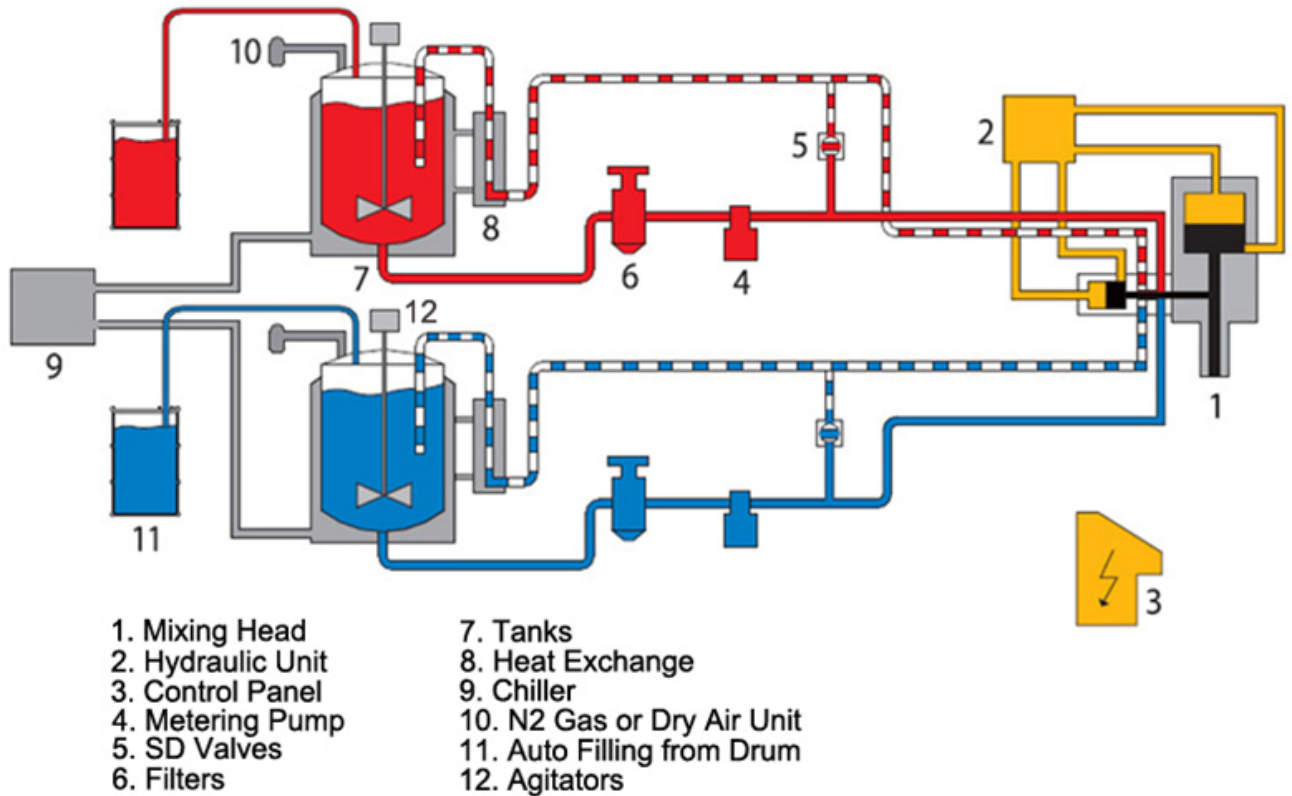 10
5
2
8
7
6
4
12
9
1
11
3
1. Mixing Head
2. Hydraulic Unit
3. Control Panel
4. Metering Pump
5. SD Valves
6. Filters
7. Tanks
8. Heat Exchange
9. Chiller
10. N2 Gas or Dry Air Unit
11. Auto Filling from Drum
12. Agitators